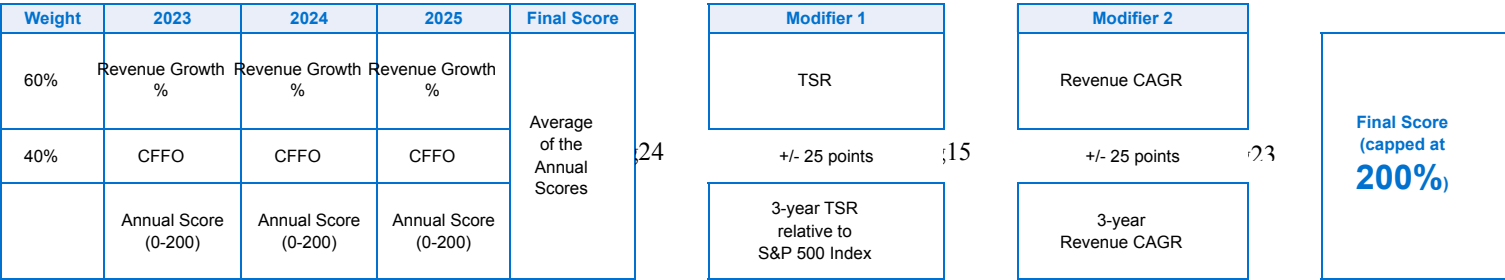 Weight 2023 2024 2025 Final Score Modifier 1 Modifier 2
60% Revenue Growth % Revenue Growth % Revenue Growth % TSR Revenue CAGR
Average of the Annual Scores
40% CFFO CFFO CFFO 24 +/- 25 points 15 +/- 25 points 23
Final Score
(capped at
200%)
Annual Score (0-200) Annual Score (0-200) Annual Score (0-200)
3-year TSR relative to S&P 500 Index
3-year Revenue CAGR